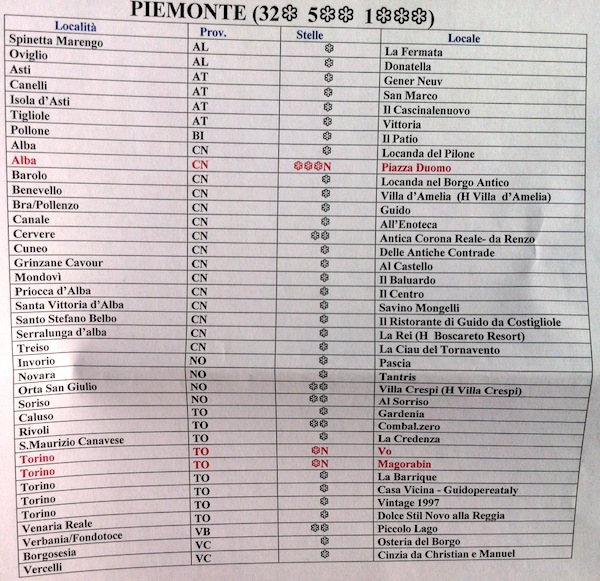 PIEMONTE (32❃ 5❃❃ 1❃❃❃)
Località Prov. Stelle Locale
Spinetta Marengo AL ❃ La Fermata
Oviglio AL ❃ Donatella
Asti AT ❃ Gener Neuv
Canelli AT ❃ San Marco
Isola d'Asti AT ❃ Il Cascinalenuovo
Tigliole AT ❃ Vittoria
Pollone BI ❃ Il Patio
Alba CN ❃ Locanda del Pilone
Alba CN ❃❃❃N Piazza Duomo
Barolo CN ❃ Locanda nel Borgo Antico
Benevello CN ❃ Villa d'Amelia (H Villa d'Amelia)
Bra/Pollenzo CN ❃ Guido
Canale CN ❃ All'Enoteca
Cervere CN ❃❃ Antica Corona Reale- da Renzo
Cuneo CN ❃ Delle Antiche Contrade
Grinzane Cavour CN ❃ Al Castello
Mondovì CN ❃ Il Baluardo
Priocca d'Alba CN ❃ Il Centro
Santa Vittoria d'Alba CN ❃ Savino Mongelli
Santo Stefano Belbo CN ❃ Il Ristorante di Guido da Costigliole
Serralunga d'alba CN ❃ La Rei (H Boscareto Resort)
Treiso CN ❃ La Ciau del Tornavento
Invorio NO ❃ Pascia
Novara NO ❃ Tantris
Orta San Giulio NO ❃❃ Villa Crespi (H Villa Crespi)
Soriso NO ❃❃ Al Sorriso
Caluso TO ❃ Gardenia
Rivoli TO ❃❃ Combal.zero
S.Maurizio Canavese TO ❃ La Credenza
Torino TO ❃N Vo
Torino TO ❃N Magorabin
Torino TO ❃ La Barrique
Torino TO ❃ Casa Vicina - Guidopereataly
Torino TO ❃ Vintage 1997
Venaria Reale TO ❃ Dolce Stil Novo alla Reggia
Verbania/Fondotoce VB ❃❃ Piccolo Lago
Borgosesia VC ❃ Osteria del Borgo
Vercelli VC ❃ Cinzia da Christian e Manuel